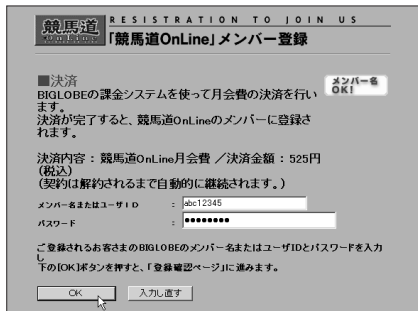 競馬道
OnLine
RESISTRATION TO JOIN US
「競馬道OnLine」メンバー登録
■決済
メンバー名
OK!
BIGLOBEの課金システムを使って月会費の決済を行い
ます。
決済が完了すると、競馬道OnLineのメンバーに登録さ
れます。
決済内容 : 競馬道OnLine月会費 /決済金額 : 525円
(税込)
(契約は解約されるまで自動的に継続されます。)
メンバー名またはユーザID : abc12345
パスワード : ●●●●●●●●
ご登録されるお客さまのBIGLOBEのメンバー名またはユーザIDとパスワードを入力
し
下の[OK]ボタンを押すと、「登録確認ページ」に進みます。
OK 入力し直す